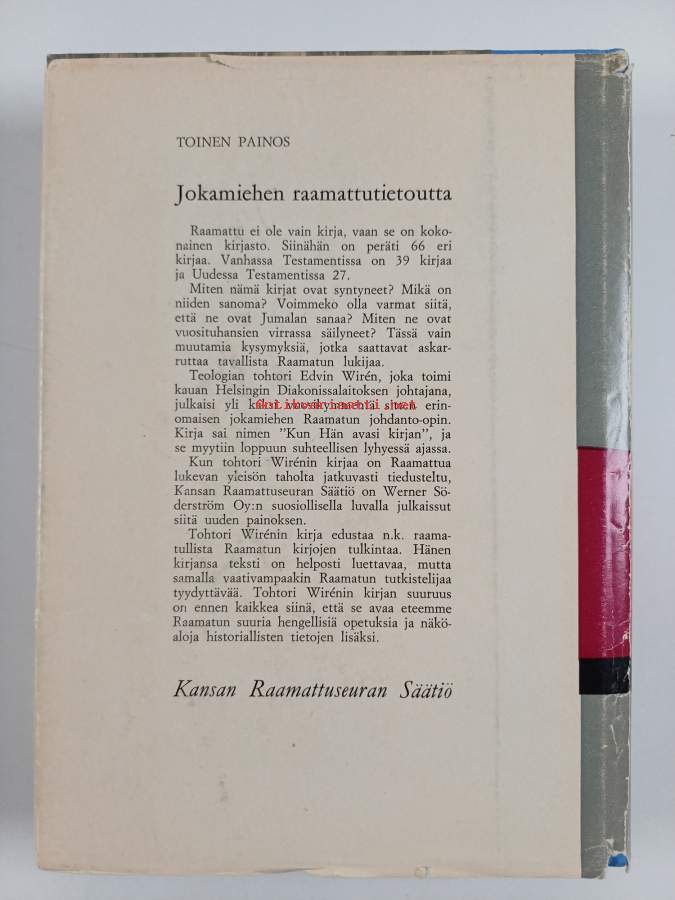 TOINEN PAINOS
Jokamiehen raamattutietoutta
Raamattu ei ole vain kirja, vaan se on koko-
nainen kirjasto. Siinähän on peräti 66 eri
kirjaa. Vanhassa Testamentissa on 39 kirjaa
ja Uudessa Testamentissa 27.
Miten nämä kirjat ovat syntyneet? Mikä on
niiden sanoma? Voimmeko olla varmat siitä,
että ne ovat Jumalan sanaa? Miten ne ovat
vuosituhansien virrassa säilyneet? Tässä vain
muutamia kysymyksiä, jotka saattavat askar-
ruttaa tavallista Raamatun lukijaa.
Teologian tohtori Edvin Wirén, joka toimi
kauan Helsingin Diakonissalaitoksen johtajana,
julkaisi yli kaksi vuosikymmentä sitten erin-
omaisen jokamiehen Raamatun johdanto-opin.
Kirja sai nimen "Kun Hän avasi kirjan", ja
se myytiin loppuun suhteellisen lyhyessä ajassa.
Kun tohtori Wirénin kirjaa on Raamattua
lukevan yleisön taholta jatkuvasti tiedusteltu,
Kansan Raamattuseuran Säätiö on Werner Sö-
derström Oy:n suosiollisella luvalla julkaissut
siitä uuden painoksen.
Tohtori Wirénin kirja edustaa n.k. raama-
tullista Raamatun kirjojen tulkintaa. Hänen
kirjansa teksti on helposti luettavaa, mutta
samalla vaativampaakin Raamatun tutkistelijaa
tyydyttävää. Tohtori Wirénin kirjan suuruus
on ennen kaikkea siinä, että se avaa eteemme
Raamatun suuria hengellisiä opetuksia ja näkö-
aloja historiallisten tietojen lisäksi.
Kansan Raamattuseuran Säätiö